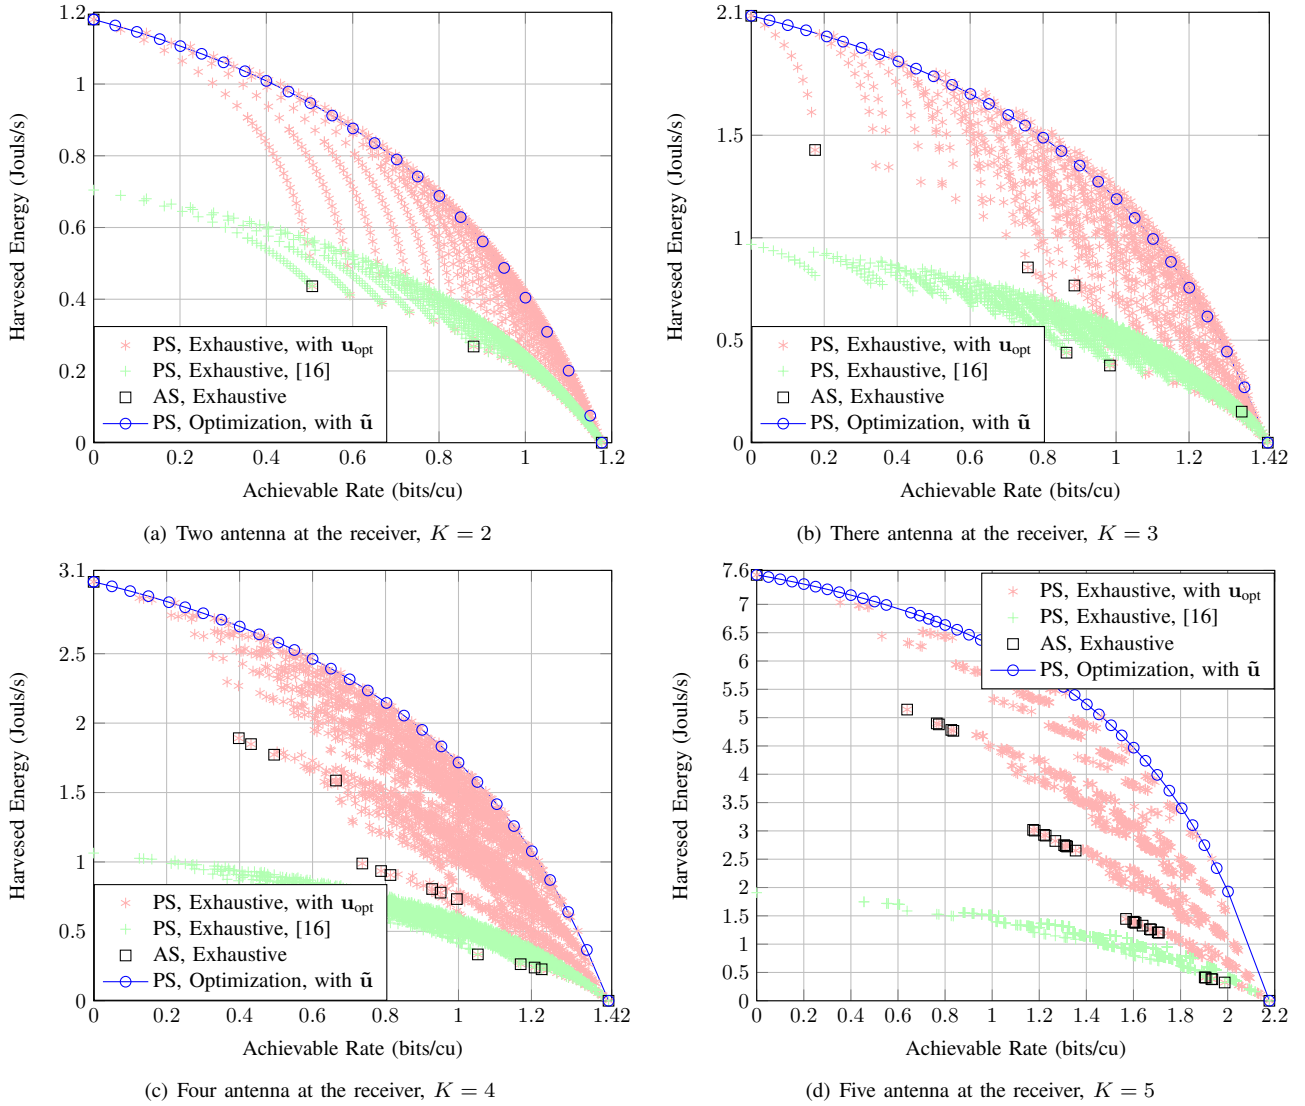 1.2
1
0.8
0.6
0.4
0.2
0
0 0.2 0.4 0.6 0.8 1 1.2
Harvesed Energy (Jouls/s)
PS, Exhaustive, with u_opt
PS, Exhaustive, [16]
AS, Exhaustive
PS, Optimization, with ũ
Achievable Rate (bits/cu)
(a) Two antenna at the receiver, K = 2
2.1
1.5
1
0.5
0
0 0.2 0.4 0.6 0.8 1 1.2 1.42
Harvesed Energy (Jouls/s)
PS, Exhaustive, with u_opt
PS, Exhaustive, [16]
AS, Exhaustive
PS, Optimization, with ũ
Achievable Rate (bits/cu)
(b) There antenna at the receiver, K = 3
3.1
2.5
2
1.5
1
0.5
0
0 0.2 0.4 0.6 0.8 1 1.2 1.42
Harvesed Energy (Jouls/s)
PS, Exhaustive, with u_opt
PS, Exhaustive, [16]
AS, Exhaustive
PS, Optimization, with ũ
Achievable Rate (bits/cu)
(c) Four antenna at the receiver, K = 4
7.6
7
6.5
6
5.5
5
4.5
4
3.5
3
2.5
2
1.5
1
0.5
0
0 0.2 0.4 0.6 0.8 1 1.2 1.4 1.6 1.8 2 2.2
Harvesed Energy (Jouls/s)
PS, Exhaustive, with u_opt
PS, Exhaustive, [16]
AS, Exhaustive
PS, Optimization, with ũ
Achievable Rate (bits/cu)
(d) Five antenna at the receiver, K = 5